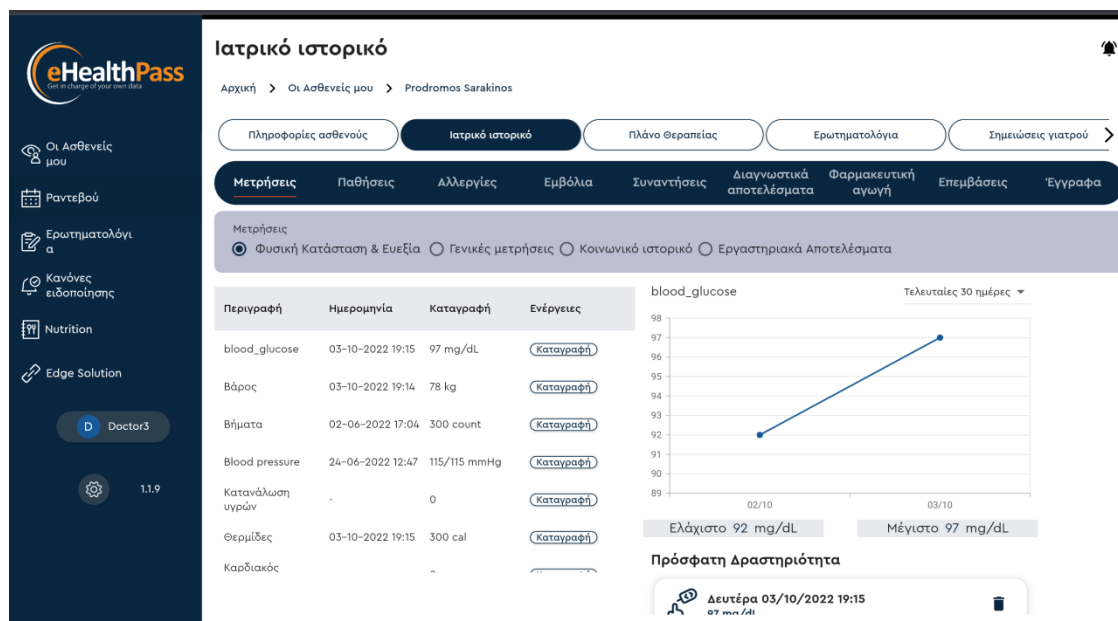 Ιατρικό ιστορικό
eHealthPass
Get in charge of your own data
Αρχική > Οι Ασθενείς μου > Prodromos Sarakinos
Πληροφορίες ασθενούς Ιατρικό ιστορικό Πλάνο Θεραπείας Ερωτηματολόγια Σημειώσεις γιατρού
Οι Ασθενείς
μου
Ραντεβού
Ερωτηματολόγι
α
Κανόνες
ειδοποίησης
Nutrition
Edge Solution
D Doctor3
1.1.9
Μετρήσεις Παθήσεις Αλλεργίες Εμβόλια Συναντήσεις Διαγνωστικά αποτελέσματα Φαρμακευτική αγωγή Επεμβάσεις Έγγραφα
Μετρήσεις
Φυσική Κατάσταση & Ευεξία Γενικές μετρήσεις Κοινωνικό ιστορικό Εργαστηριακά Αποτελέσματα
Περιγραφή Ημερομηνία Καταγραφή Ενέργειες
blood_glucose 03-10-2022 19:15 97 mg/dL Καταγραφή
Βάρος 03-10-2022 19:14 78 kg Καταγραφή
Βήματα 02-06-2022 17:04 300 count Καταγραφή
Blood pressure 24-06-2022 12:47 115/115 mmHg Καταγραφή
Κατανάλωση
υγρών - 0 Καταγραφή
Θερμίδες 03-10-2022 19:15 300 cal Καταγραφή
Καρδιακός
blood_glucose Τελευταίες 30 ημέρες
98
97
96
95
94
93
92
91
90
89
02/10 03/10
Ελάχιστο 92 mg/dL Μέγιστο 97 mg/dL
Πρόσφατη Δραστηριότητα
Δευτέρα 03/10/2022 19:15
97 mg/dl